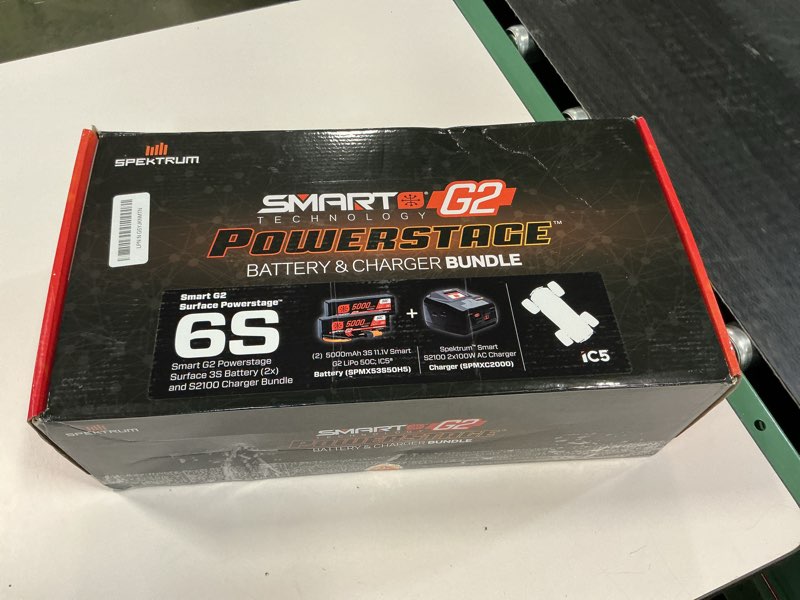 SPEKTRUM
SMART G2
TECHNOLOGY
POWERSTAGE™
BATTERY & CHARGER BUNDLE
Smart G2
Surface Powerstage™
6S
Smart G2 Powerstage
Surface 3S Battery (2x)
and S2100 Charger Bundle
5000
5000
+
(2) 5000mAh 3S 11.1V Smart
G2 LiPo 50C; IC5®
Battery (SPMX53S50H5)
Spektrum™ Smart
S2100 2x100W AC Charger
Charger (SPMXC2000)
iC5
SPEKTRUM
SMART G2
POWERSTAGE
BATTERY & CHARGER BUNDLE